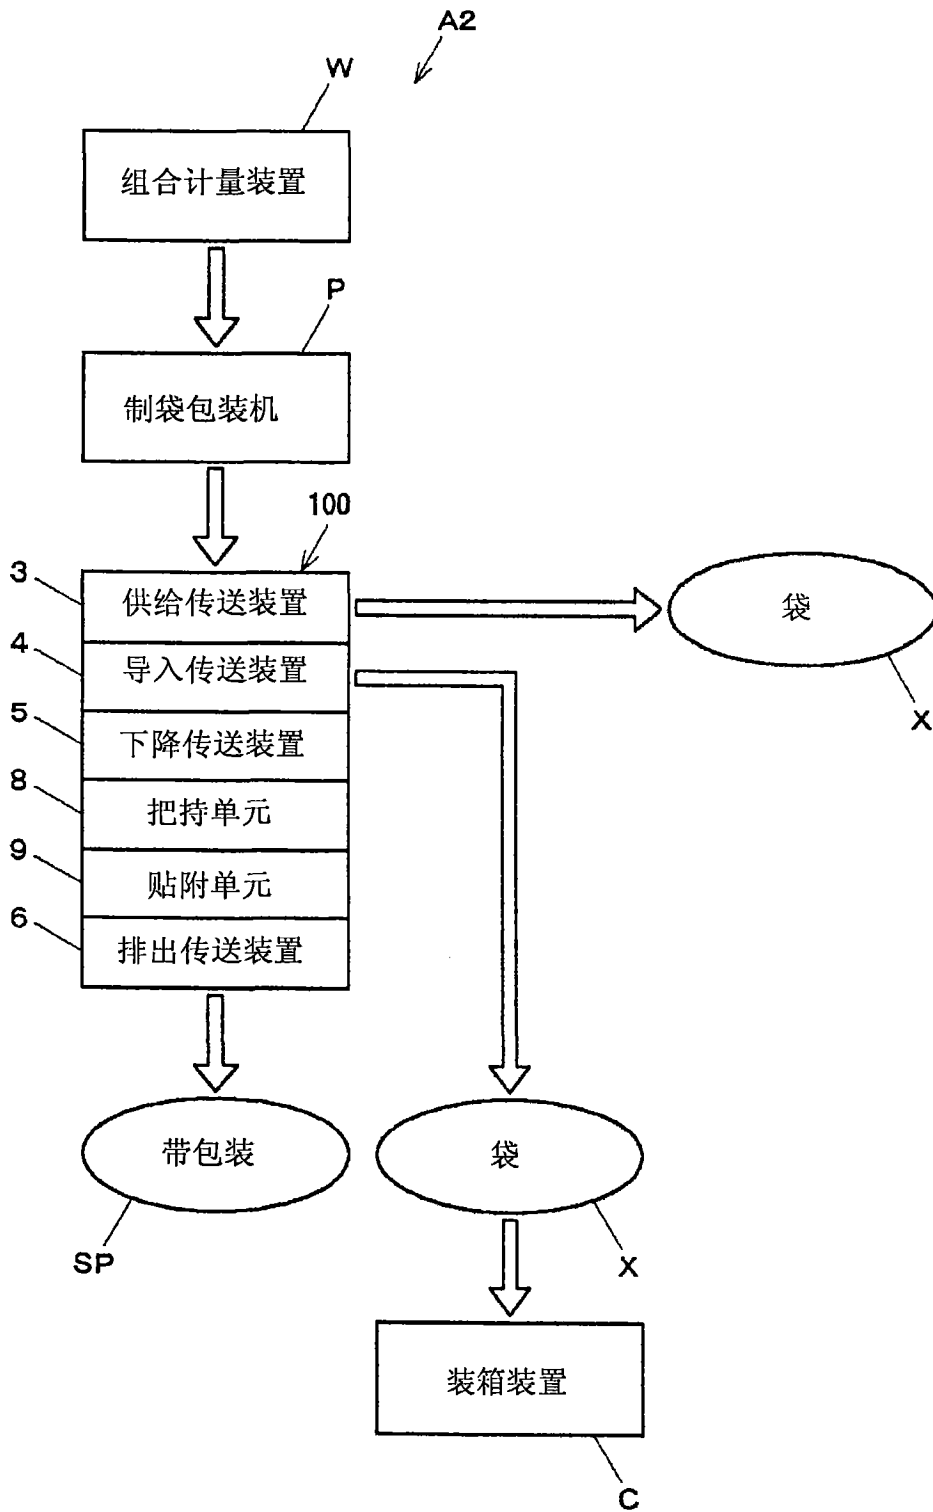 A2
W
组合计量装置
P
制袋包装机
100
3
供给传送装置
袋
X
4
导入传送装置
5
下降传送装置
8
把持单元
9
贴附单元
6
排出传送装置
带包装
SP
袋
X
装箱装置
C